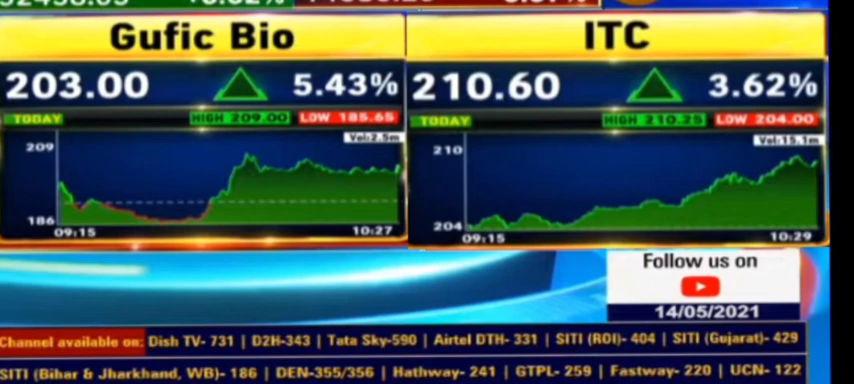 Gufic Bio
203.00 5.43%
TODAY HIGH 209.00 LOW 185.65
Vol:2.5m
209
186
09:15 10:27
ITC
210.60 3.62%
TODAY HIGH 210.25 LOW 204.00
Vol:15.1m
210
204
09:15 10:29
Follow us on
14/05/2021
Channel available on: Dish TV- 731 | D2H-343 | Tata Sky-590 | Airtel DTH- 331 | SITI (ROI)- 404 | SITI (Gujarat)- 429
SITI (Bihar & Jharkhand, WB)- 186 | DEN-355/356 | Hathway- 241 | GTPL- 259 | Fastway- 220 | UCN- 122